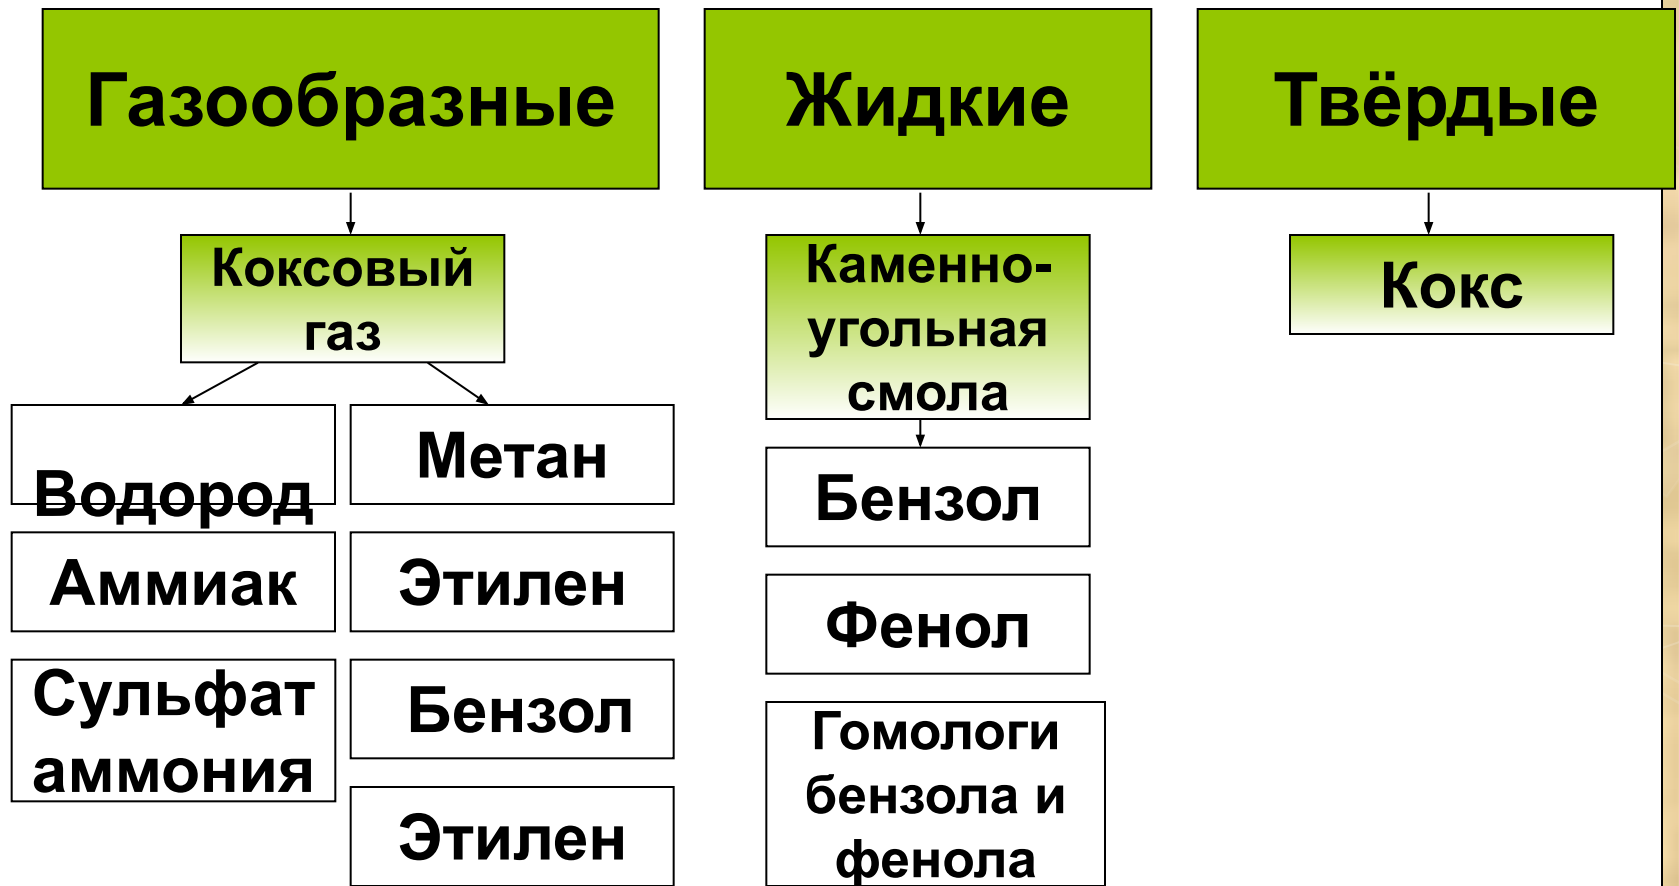 Газообразные
Жидкие
Твёрдые
Коксовый
газ
Каменно-
угольная
смола
Кокс
Водород
Метан
Бензол
Аммиак
Этилен
Фенол
Сульфат
аммония
Бензол
Гомологи
бензола и
фенола
Этилен